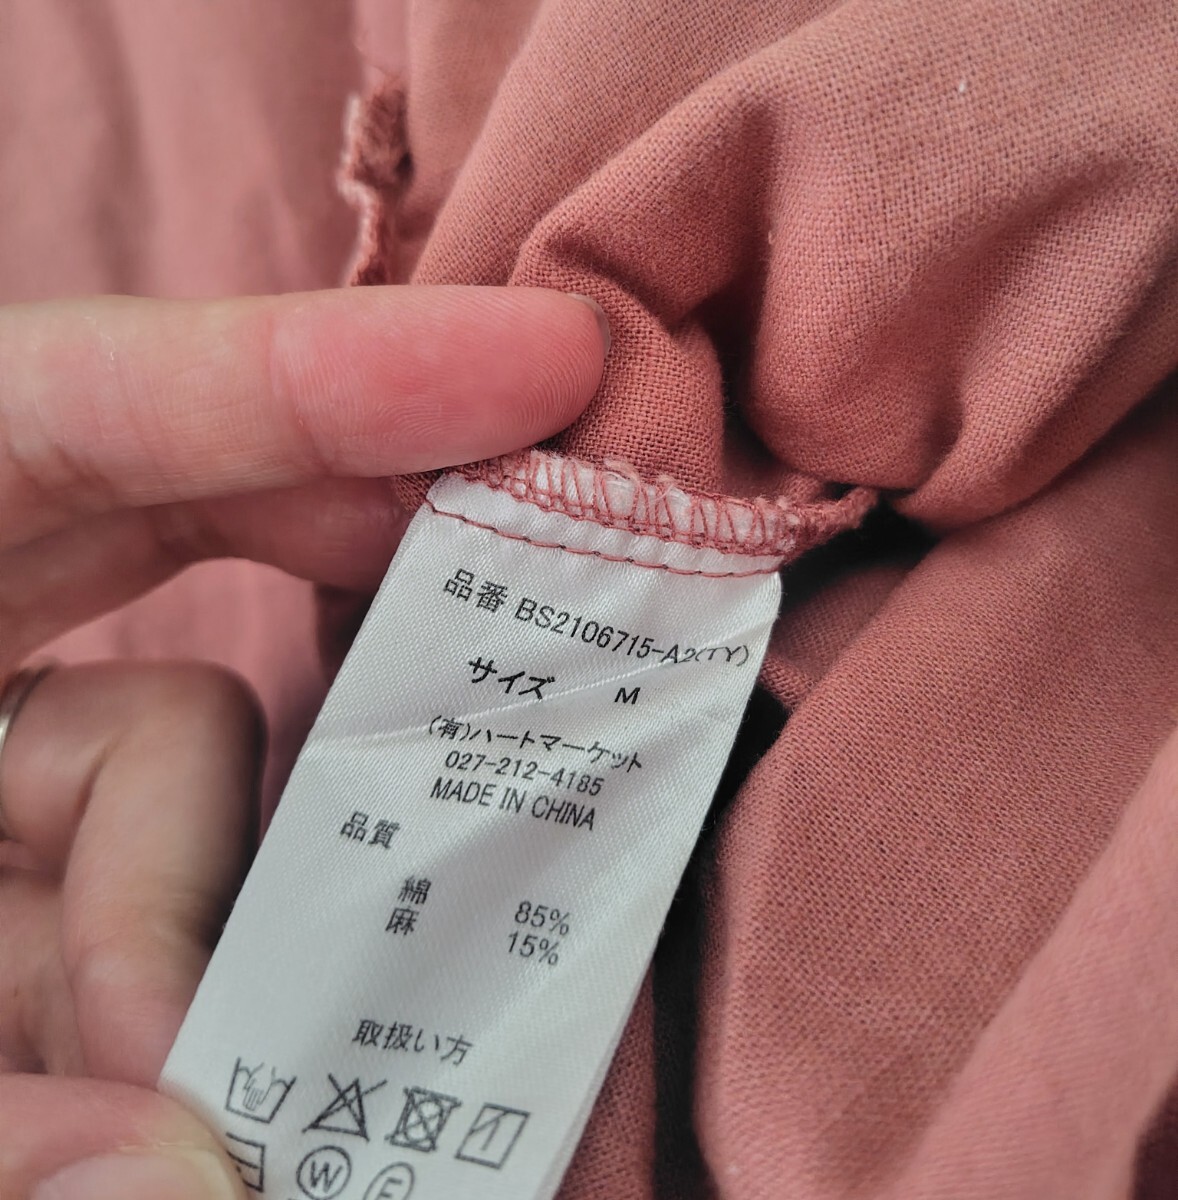 品番 BS2106715-A2(TY)
サイズ M
(有)ハートマーケット
027-212-4185
MADE IN CHINA
品質
綿 85%
麻 15%
取扱い方
W